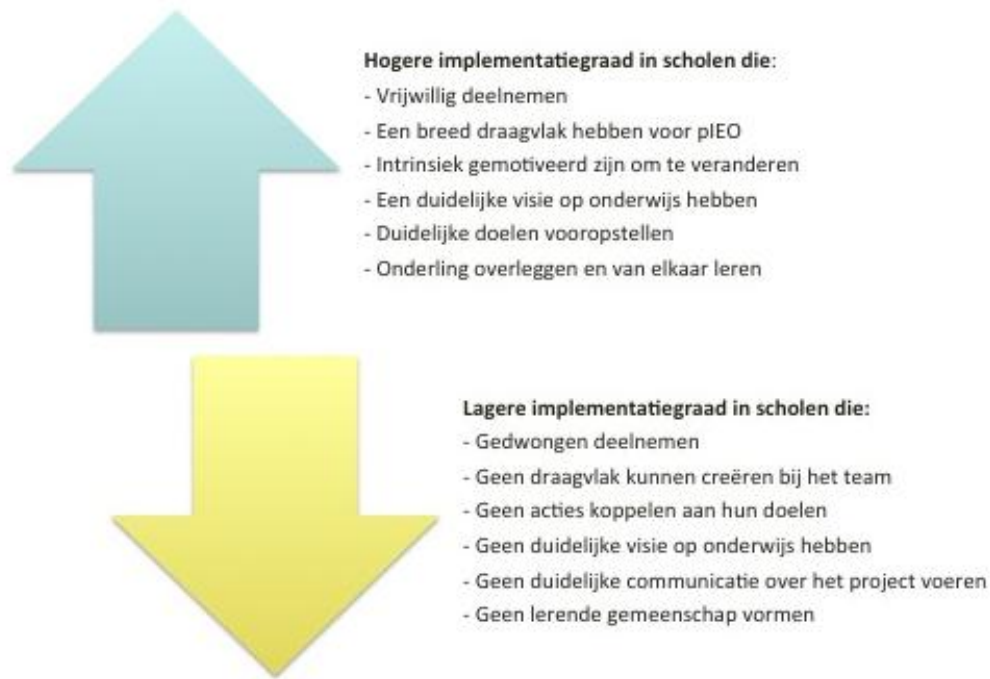 Hogere implementatiegraad in scholen die:
- Vrijwillig deelnemen
- Een breed draagvlak hebben voor pIEO
- Intrinsiek gemotiveerd zijn om te veranderen
- Een duidelijke visie op onderwijs hebben
- Duidelijke doelen vooropstellen
- Onderling overleggen en van elkaar leren
Lagere implementatiegraad in scholen die:
- Gedwongen deelnemen
- Geen draagvlak kunnen creëren bij het team
- Geen acties koppelen aan hun doelen
- Geen duidelijke visie op onderwijs hebben
- Geen duidelijke communicatie over het project voeren
- Geen lerende gemeenschap vormen